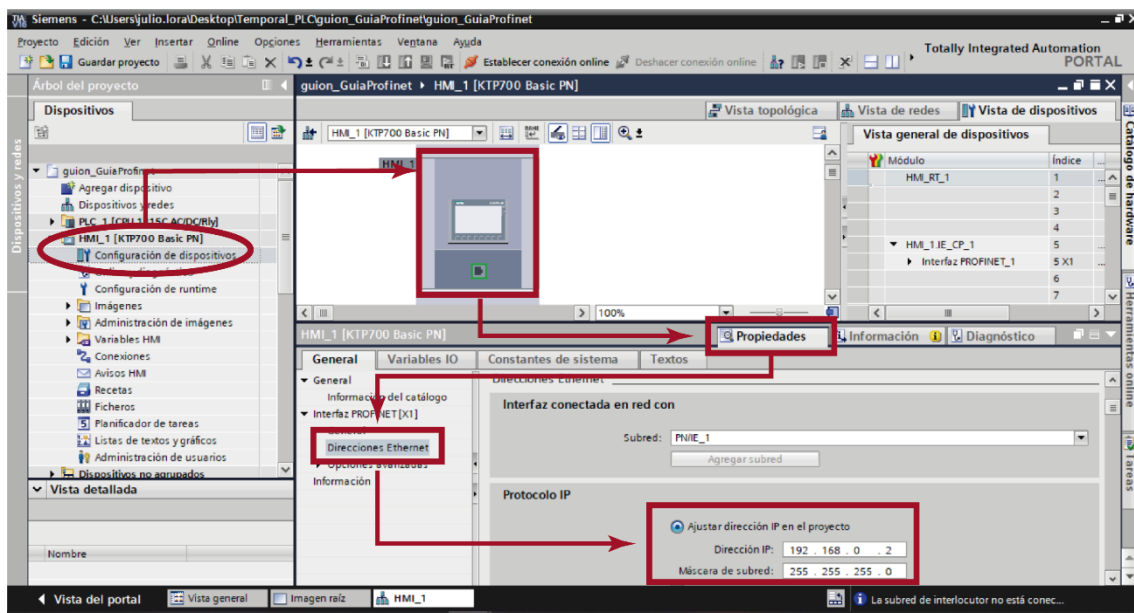 Siemens - C:\Users\julio.lora\Desktop\Temporal_PLC\guion_GuiaProfinet\guion_GuiaProfinet
Proyecto Edición Ver Insertar Online Opciones Herramientas Ventana Ayuda
Totally Integrated Automation
PORTAL
Guardar proyecto
Establecer conexión online
Deshacer conexión online
Árbol del proyecto
guion_GuiaProfinet ▸ HMI_1 [KTP700 Basic PN]
Dispositivos
Vista topológica
Vista de redes
Vista de dispositivos
HMI_1 [KTP700 Basic PN]
Vista general de dispositivos
HMI_1
Módulo
Índice
...
HMI_RT_1
1
2
3
4
HMI_1.IE_CP_1
5
Interfaz PROFINET_1
5 X1
6
7
100%
Dispositivos y redes
guion_GuiaProfinet
Agregar dispositivo
Dispositivos y redes
PLC_1 [CPU 1215C AC/DC/Rly]
HMI_1 [KTP700 Basic PN]
Configuración de dispositivos
Configuración de runtime
Imágenes
Administración de imágenes
Variables HMI
Conexiones
Avisos HMI
Recetas
Ficheros
Planificador de tareas
Listas de textos y gráficos
Administración de usuarios
Dispositivos no agrupados
Vista detallada
Nombre
HMI_1 [KTP700 Basic PN]
Propiedades
Información
Diagnóstico
General
Variables IO
Constantes de sistema
Textos
General
Información del catálogo
Interfaz PROFINET [X1]
General
Direcciones Ethernet
Opciones avanzadas
Información
Direcciones Ethernet
Interfaz conectada en red con
Subred: PN/IE_1
Agregar subred
Protocolo IP
Ajustar dirección IP en el proyecto
Dirección IP: 192 . 168 . 0 . 2
Máscara de subred: 255 . 255 . 255 . 0
Catálogo de hardware
Herramientas online
Tareas
Vista del portal
Vista general
Imagen raíz
HMI_1
La subred de interlocutor no está conec...